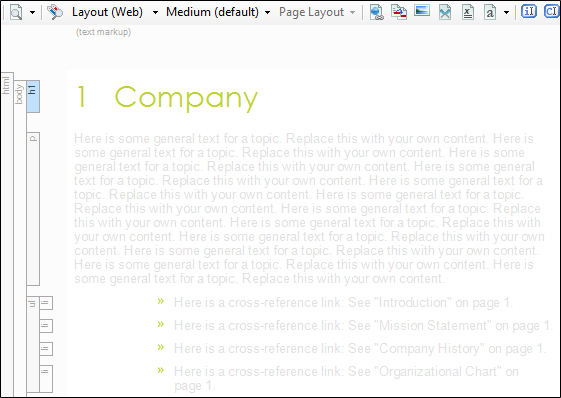 Layout (Web) Medium (default) Page Layout
(text markup)
html
body
h1
1 Company
p
Here is some general text for a topic. Replace this with your own content. Here is
some general text for a topic. Replace this with your own content. Here is some
general text for a topic. Replace this with your own content. Here is some general
text for a topic. Replace this with your own content. Here is some general text for a
topic. Replace this with your own content. Here is some general text for a topic.
Replace this with your own content. Here is some general text for a topic. Replace
this with your own content. Here is some general text for a topic. Replace this with
your own content. Here is some general text for a topic. Replace this with your own
content. Here is some general text for a topic. Replace this with your own content.
Here is some general text for a topic. Replace this with your own content. Here is
some general text for a topic. Replace this with your own content.
ul
li
» Here is a cross-reference link: See "Introduction" on page 1.
li
» Here is a cross-reference link: See "Mission Statement" on page 1.
li
» Here is a cross-reference link: See "Company History" on page 1.
li
» Here is a cross-reference link: See "Organizational Chart" on
page 1.